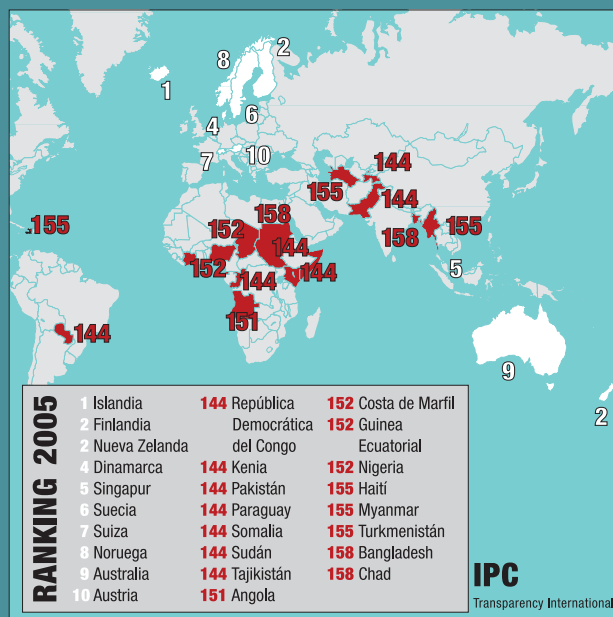 2
8
1
4
6
7
10
144
155
144
155
152
158
158
155
144
152
144
144
5
151
144
9
2
RANKING 2005
1 Islandia
2 Finlandia
2 Nueva Zelanda
4 Dinamarca
5 Singapur
6 Suecia
7 Suiza
8 Noruega
9 Australia
10 Austria
144 República
Democrática
del Congo
144 Kenia
144 Pakistán
144 Paraguay
144 Somalia
144 Sudán
144 Tajikistán
151 Angola
152 Costa de Marfil
152 Guinea
Ecuatorial
152 Nigeria
155 Haití
155 Myanmar
155 Turkmenistán
158 Bangladesh
158 Chad
IPC
Transparency International